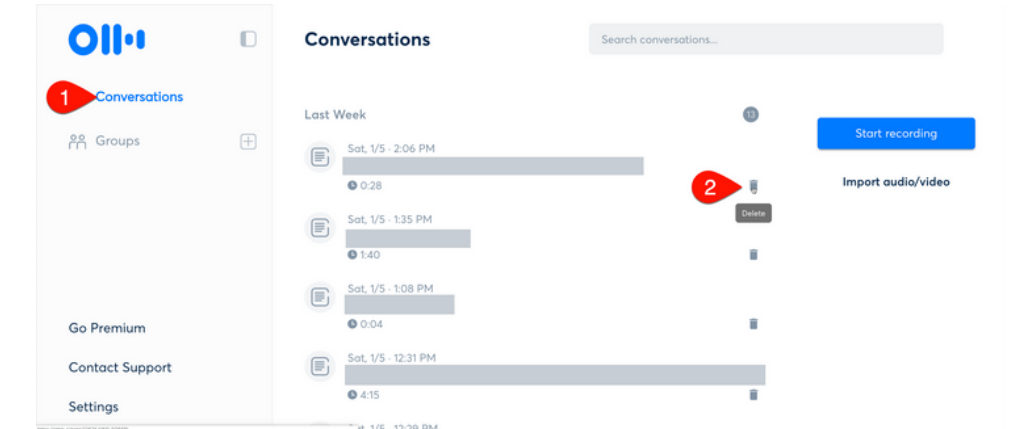 Conversations
Search conversations...
1
Conversations
Last Week
13
Groups
Start recording
Sat, 1/5 · 2:06 PM
0:28
2
Import audio/video
Delete
Sat, 1/5 · 1:35 PM
1:40
Sat, 1/5 · 1:08 PM
0:04
Go Premium
Sat, 1/5 · 12:31 PM
Contact Support
4:15
Settings